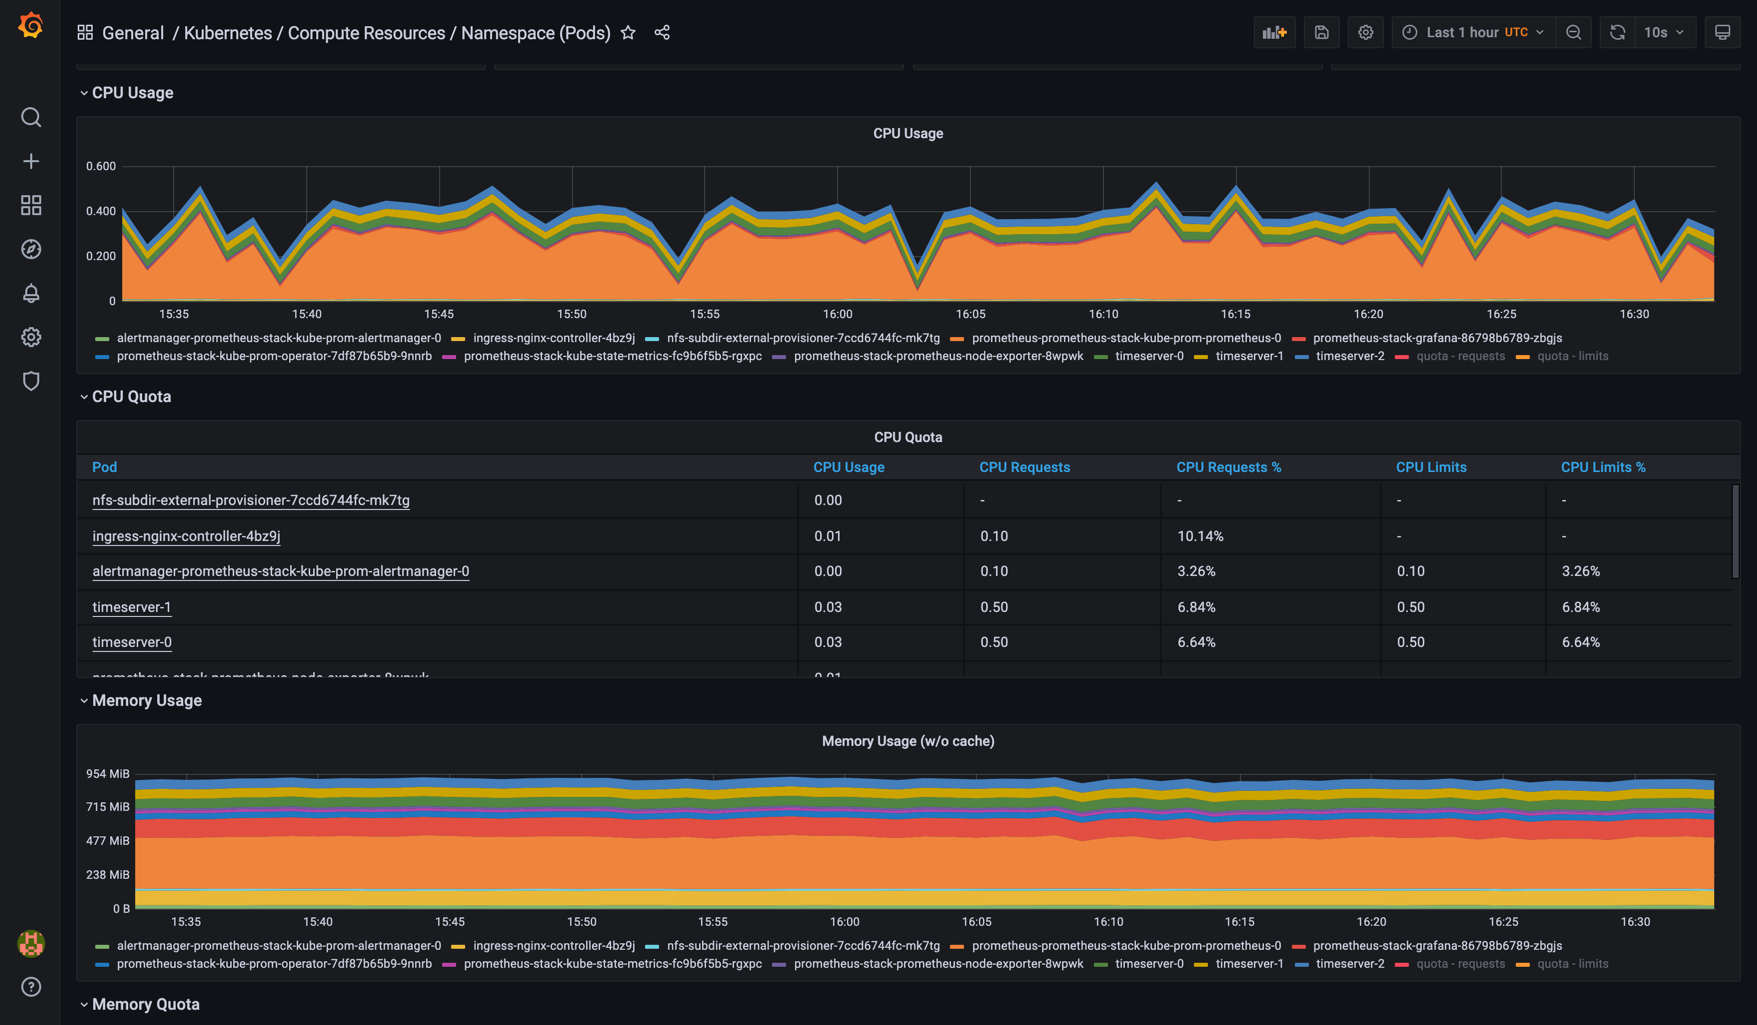 General / Kubernetes / Compute Resources / Namespace (Pods)
Last 1 hour UTC
10s
CPU Usage
CPU Usage
0.600
0.400
0.200
0
15:35 15:40 15:45 15:50 15:55 16:00 16:05 16:10 16:15 16:20 16:25 16:30
alertmanager-prometheus-stack-kube-prom-alertmanager-0 ingress-nginx-controller-4bz9j nfs-subdir-external-provisioner-7ccd6744fc-mk7tg prometheus-prometheus-stack-kube-prom-prometheus-0 prometheus-stack-grafana-86798b6789-zbgjs
prometheus-stack-kube-prom-operator-7df87b65b9-9nnrb prometheus-stack-kube-state-metrics-fc9b6f5b5-rgxpc prometheus-stack-prometheus-node-exporter-8wpwk timeserver-0 timeserver-1 timeserver-2 quota - requests quota - limits
CPU Quota
CPU Quota
Pod CPU Usage CPU Requests CPU Requests % CPU Limits CPU Limits %
nfs-subdir-external-provisioner-7ccd6744fc-mk7tg 0.00 - - - -
ingress-nginx-controller-4bz9j 0.01 0.10 10.14% - -
alertmanager-prometheus-stack-kube-prom-alertmanager-0 0.00 0.10 3.26% 0.10 3.26%
timeserver-1 0.03 0.50 6.84% 0.50 6.84%
timeserver-0 0.03 0.50 6.64% 0.50 6.64%
prometheus-stack-prometheus-node-exporter-8wpwk 0.01
Memory Usage
Memory Usage (w/o cache)
954 MiB
715 MiB
477 MiB
238 MiB
0 B
15:35 15:40 15:45 15:50 15:55 16:00 16:05 16:10 16:15 16:20 16:25 16:30
alertmanager-prometheus-stack-kube-prom-alertmanager-0 ingress-nginx-controller-4bz9j nfs-subdir-external-provisioner-7ccd6744fc-mk7tg prometheus-prometheus-stack-kube-prom-prometheus-0 prometheus-stack-grafana-86798b6789-zbgjs
prometheus-stack-kube-prom-operator-7df87b65b9-9nnrb prometheus-stack-kube-state-metrics-fc9b6f5b5-rgxpc prometheus-stack-prometheus-node-exporter-8wpwk timeserver-0 timeserver-1 timeserver-2 quota - requests quota - limits
Memory Quota